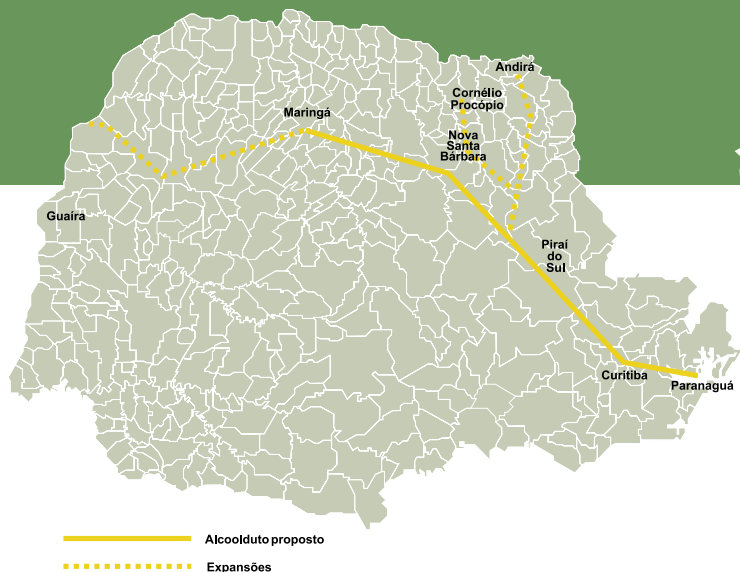 Andirá
Cornélio
Procópio
Maringá
Nova
Santa
Bárbara
Guaíra
Piraí
do
Sul
Curitiba
Paranaguá
Alcoolduto proposto
Expansões